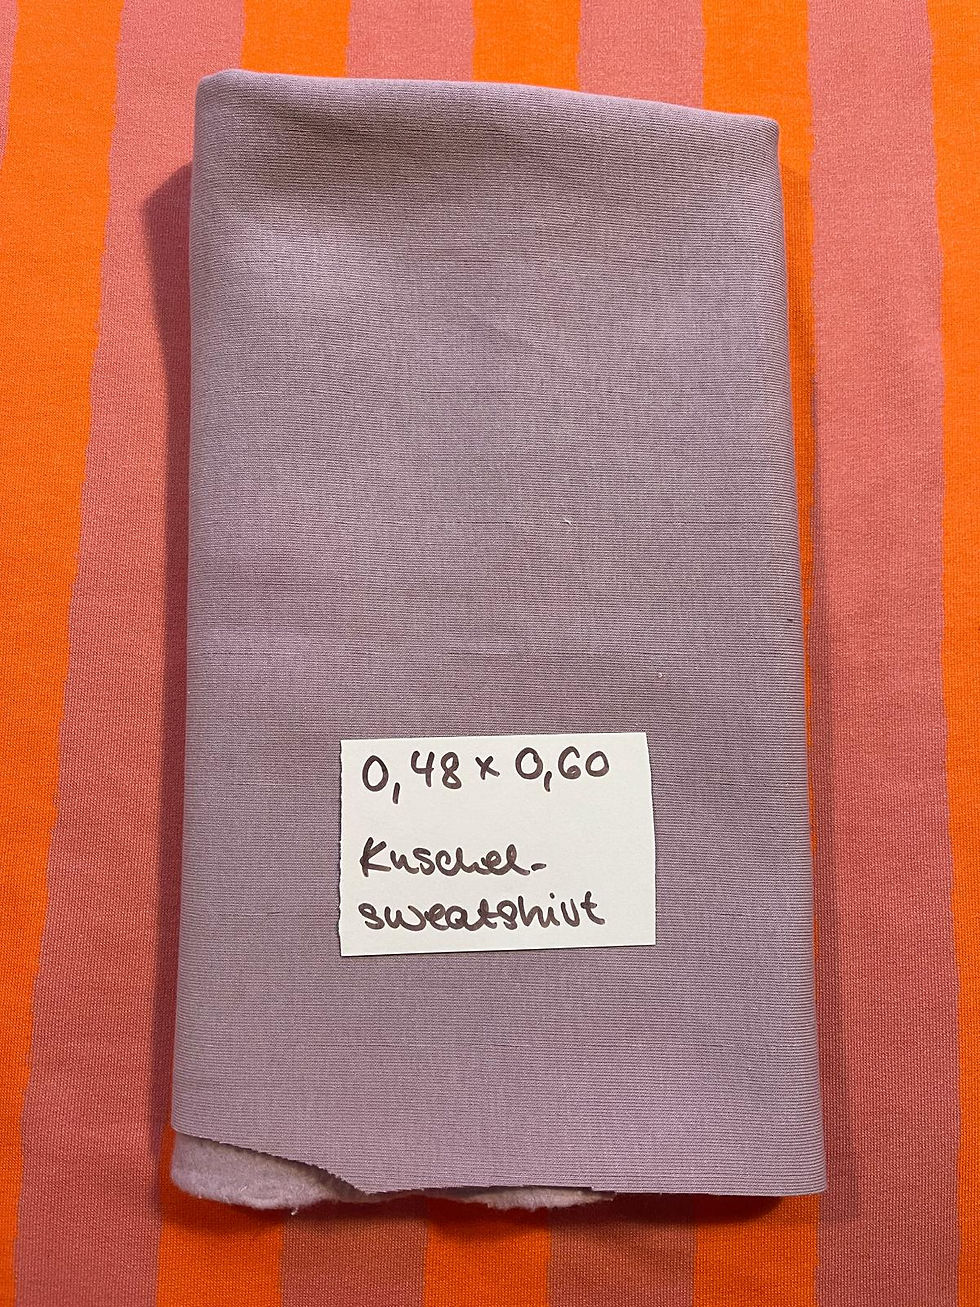 0,48 x 0,60
Kuschel-
sweatshirt